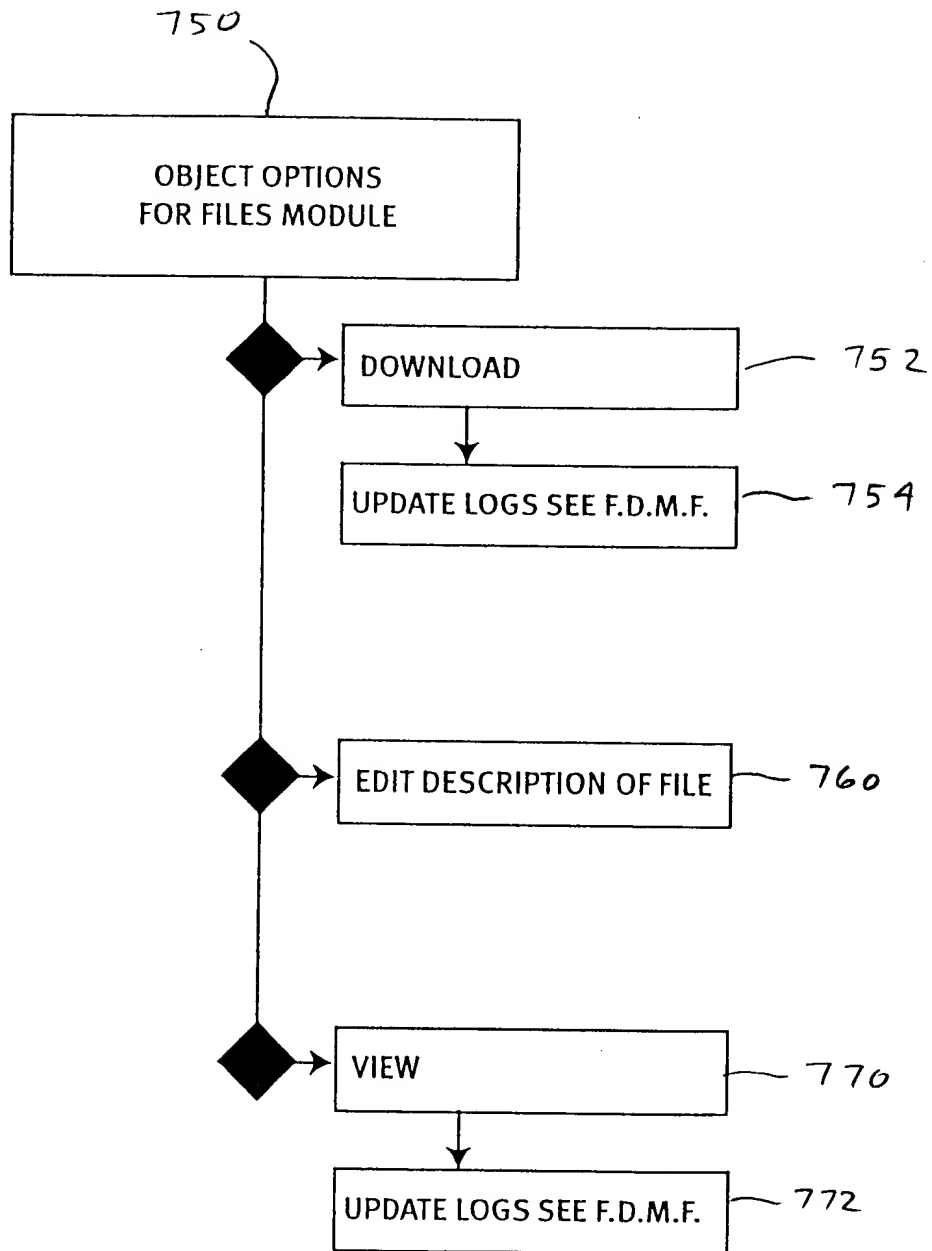 750
OBJECT OPTIONS
FOR FILES MODULE
DOWNLOAD
752
UPDATE LOGS SEE F.D.M.F.
754
EDIT DESCRIPTION OF FILE
760
VIEW
770
UPDATE LOGS SEE F.D.M.F.
772